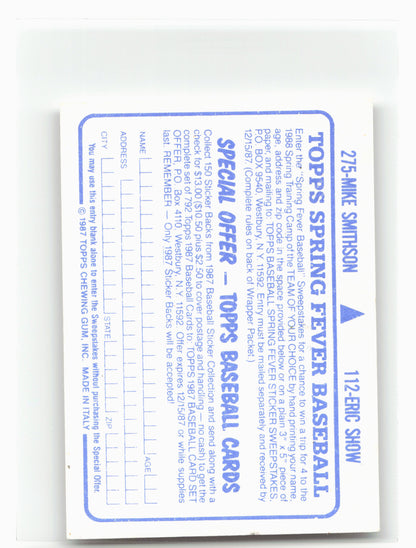 275-MIKE SMITHSON 112-ERIC SHOW
TOPPS SPRING FEVER BASEBALL
Enter the "Spring Fever Baseball" Sweepstakes for a chance to win a trip for 4 to the
1988 Spring Training Camp of the TEAM OF YOUR CHOICE by hand printing your name,
age, address and zip code in the space provided below or on a plain 3" x 5" piece of
paper, and mailing to: TOPPS BASEBALL SPRING FEVER STICKER SWEEPSTAKES,
P.O. BOX 9540, Westbury, N.Y. 11592. Entry must be mailed separately and received by
12/15/87. (Complete rules on back of Wrapper Packet.)
SPECIAL OFFER — TOPPS BASEBALL CARDS
Collect 150 Sticker Backs from 1987 Baseball Sticker Collection and send along with a
check for $13.00 ($10.50 plus $2.50 to cover postage and handling — no cash) to get the
complete set of 792 Topps 1987 Baseball Cards to: TOPPS 1987 BASEBALL CARD SET
OFFER, P.O. Box 4110, Westbury, N.Y. 11592. Offer expires 12/15/87 or while supplies
last. REMEMBER — Only 1987 Sticker Backs will be accepted!
NAME AGE
ADDRESS
CITY STATE ZIP
You may use this entry blank alone to enter the Sweepstakes without purchasing the Special Offer.
© 1987 TOPPS CHEWING GUM, INC. MADE IN ITALY